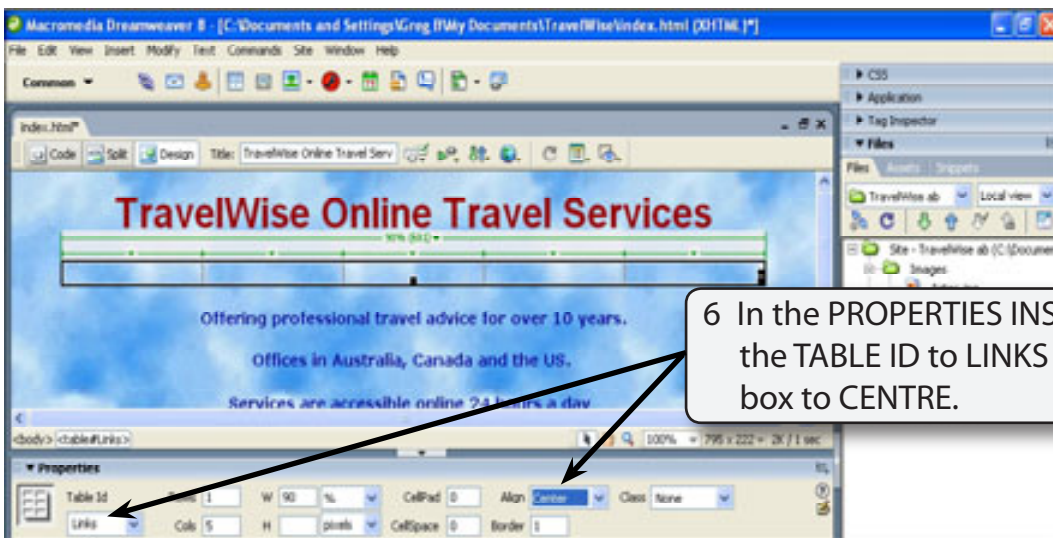 Macromedia Dreamweaver 8 - [C:\Documents and Settings\Greg B\My Documents\TravelWise\index.html (XHTML)*]
File Edit View Insert Modify Text Commands Site Window Help
Common
CSS
Application
Tag Inspector
Files
index.html*
Code Split Design Title: TravelWise Online Travel Serv
Files Assets Snippets
TravelWise ab Local view
Site - TravelWise ab (C:\Documen
Images
TravelWise Online Travel Services
Offering professional travel advice for over 10 years.
Offices in Australia, Canada and the US.
Services are accessible online 24 hours a day
6 In the PROPERTIES INS
the TABLE ID to LINKS
box to CENTRE.
<body> <table#Links> 100% 795 x 222 2K / 1 sec
Properties
Table Id 1 W 90 % CellPad 0 Align Center Class None
Links Cols 5 H pixels CellSpace 0 Border 1